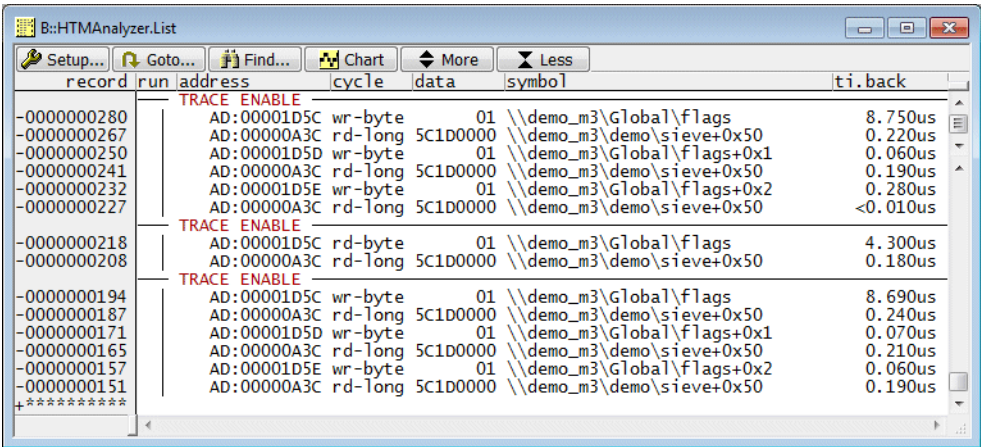 B::HTMAnalyzer.List
Setup... Goto... Find... Chart More Less
record run address cycle data symbol ti.back
TRACE ENABLE
-0000000280 AD:00001D5C wr-byte 01 \\demo_m3\Global\flags 8.750us
-0000000267 AD:00000A3C rd-long 5C1D0000 \\demo_m3\demo\sieve+0x50 0.220us
-0000000250 AD:00001D5D wr-byte 01 \\demo_m3\Global\flags+0x1 0.060us
-0000000241 AD:00000A3C rd-long 5C1D0000 \\demo_m3\demo\sieve+0x50 0.190us
-0000000232 AD:00001D5E wr-byte 01 \\demo_m3\Global\flags+0x2 0.280us
-0000000227 AD:00000A3C rd-long 5C1D0000 \\demo_m3\demo\sieve+0x50 <0.010us
TRACE ENABLE
-0000000218 AD:00001D5C rd-byte 01 \\demo_m3\Global\flags 4.300us
-0000000208 AD:00000A3C rd-long 5C1D0000 \\demo_m3\demo\sieve+0x50 0.180us
TRACE ENABLE
-0000000194 AD:00001D5C wr-byte 01 \\demo_m3\Global\flags 8.690us
-0000000187 AD:00000A3C rd-long 5C1D0000 \\demo_m3\demo\sieve+0x50 0.240us
-0000000171 AD:00001D5D wr-byte 01 \\demo_m3\Global\flags+0x1 0.070us
-0000000165 AD:00000A3C rd-long 5C1D0000 \\demo_m3\demo\sieve+0x50 0.210us
-0000000157 AD:00001D5E wr-byte 01 \\demo_m3\Global\flags+0x2 0.060us
-0000000151 AD:00000A3C rd-long 5C1D0000 \\demo_m3\demo\sieve+0x50 0.190us
+**********